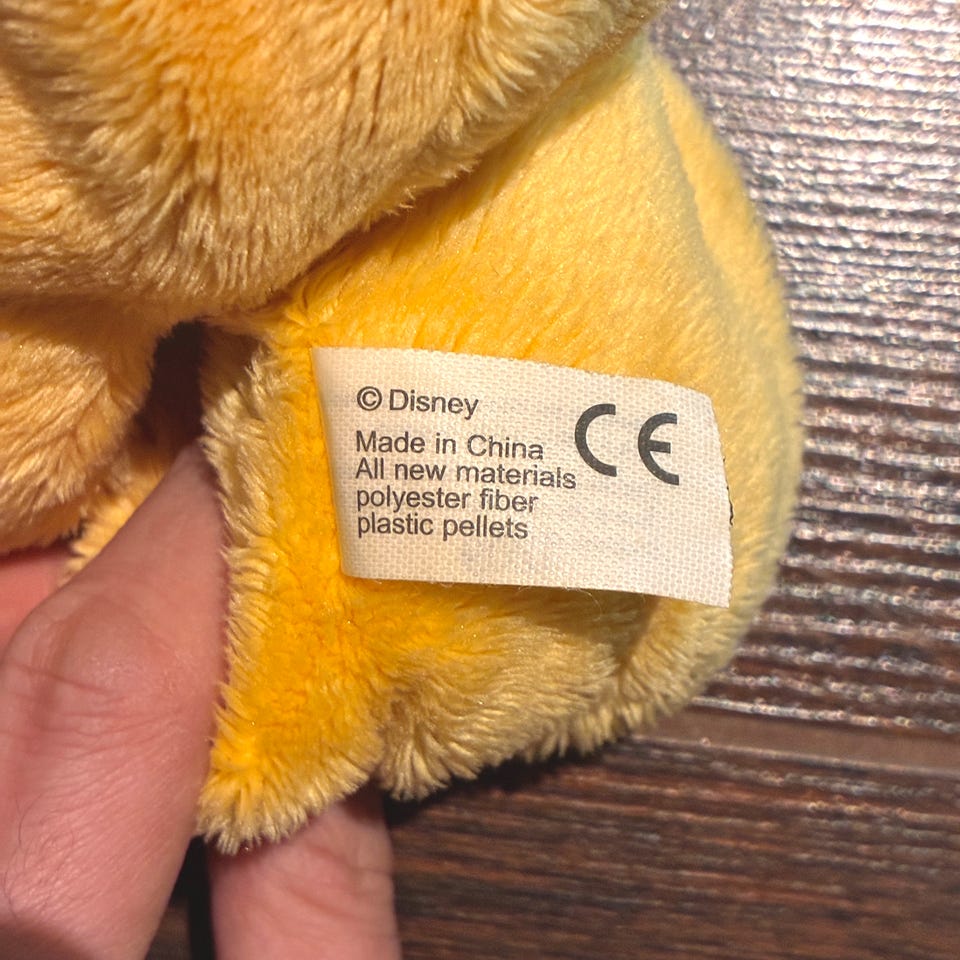 © Disney
CE
Made in China
All new materials
polyester fiber
plastic pellets